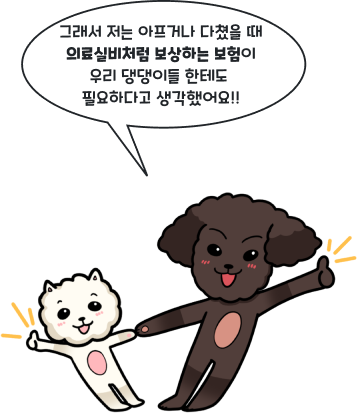 그래서 저는 아프거나 다쳤을 때
의료실비처럼 보상하는 보험이
우리 댕댕이들 한테도
필요하다고 생각했어요!!